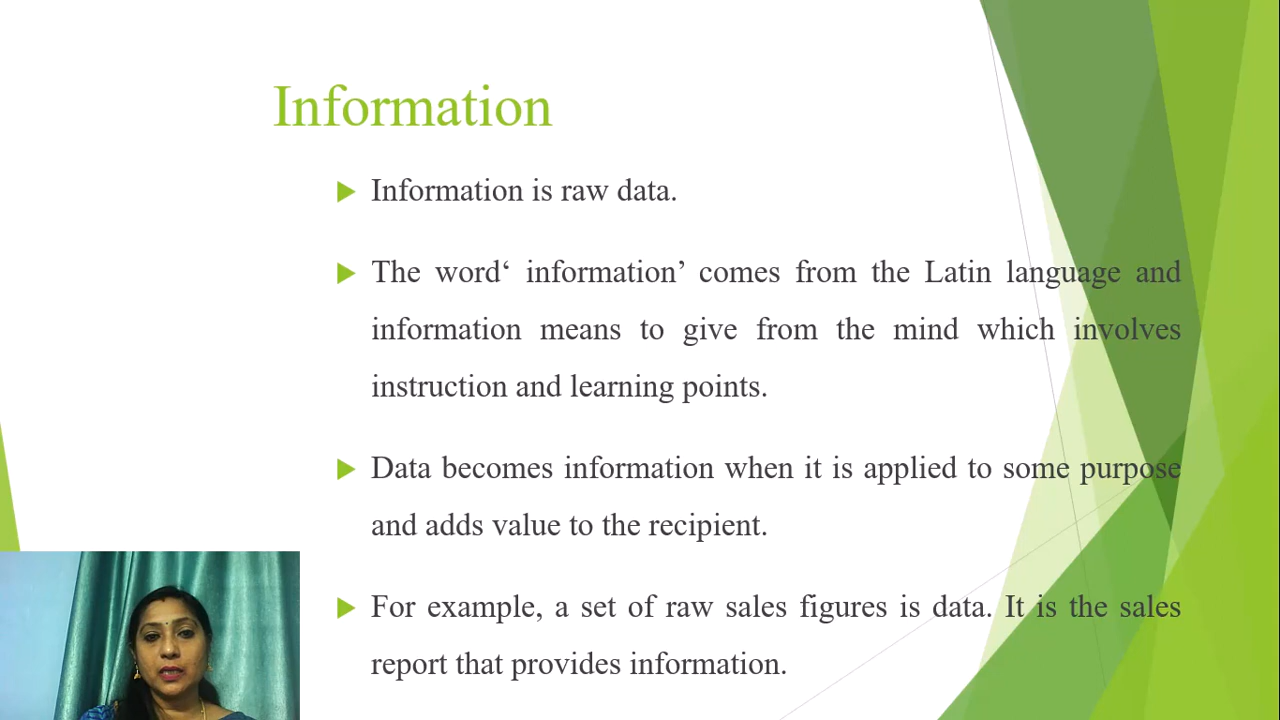 Information
Information is raw data.
The word‘ information’ comes from the Latin language and
information means to give from the mind which involves
instruction and learning points.
Data becomes information when it is applied to some purpose
and adds value to the recipient.
For example, a set of raw sales figures is data. It is the sales
report that provides information.